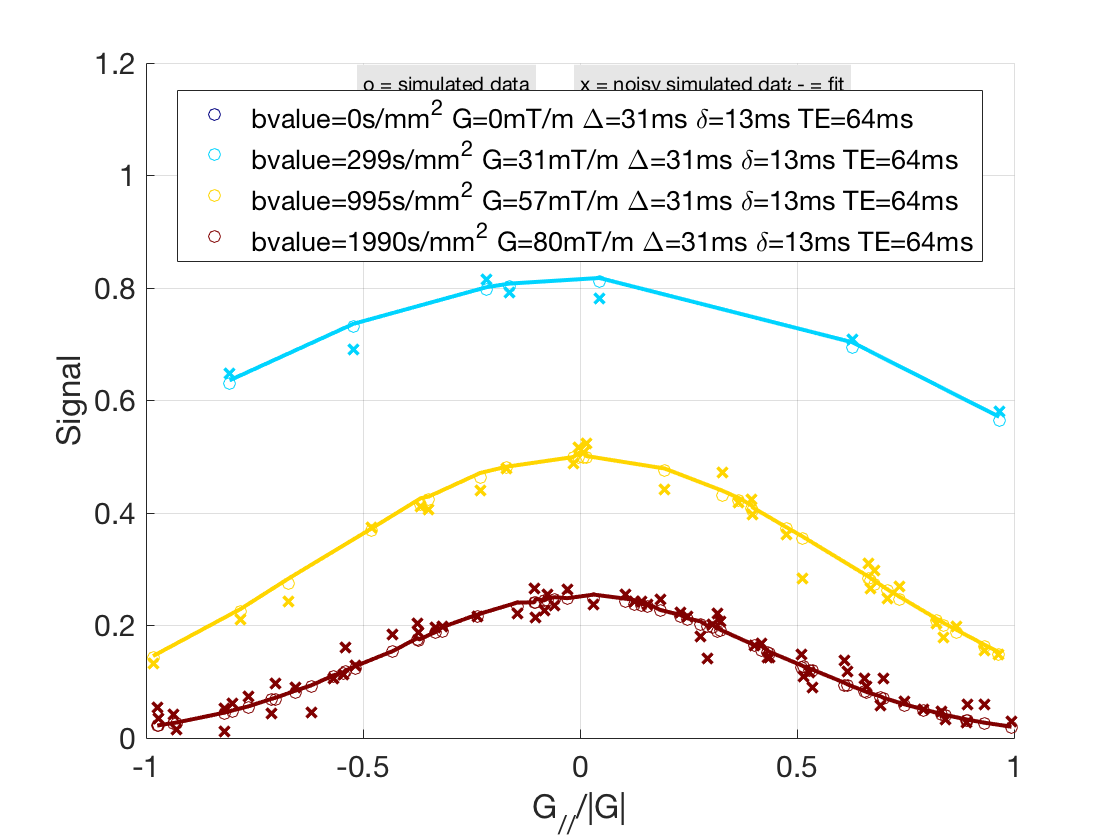 1.2
o = simulated data x = noisy simulated data - = fit
bvalue=0s/mm² G=0mT/m Δ=31ms δ=13ms TE=64ms
bvalue=299s/mm² G=31mT/m Δ=31ms δ=13ms TE=64ms
1
bvalue=995s/mm² G=57mT/m Δ=31ms δ=13ms TE=64ms
bvalue=1990s/mm² G=80mT/m Δ=31ms δ=13ms TE=64ms
0.8
0.6
Signal
0.4
0.2
0
-1 -0.5 0 0.5 1
G_///|G|